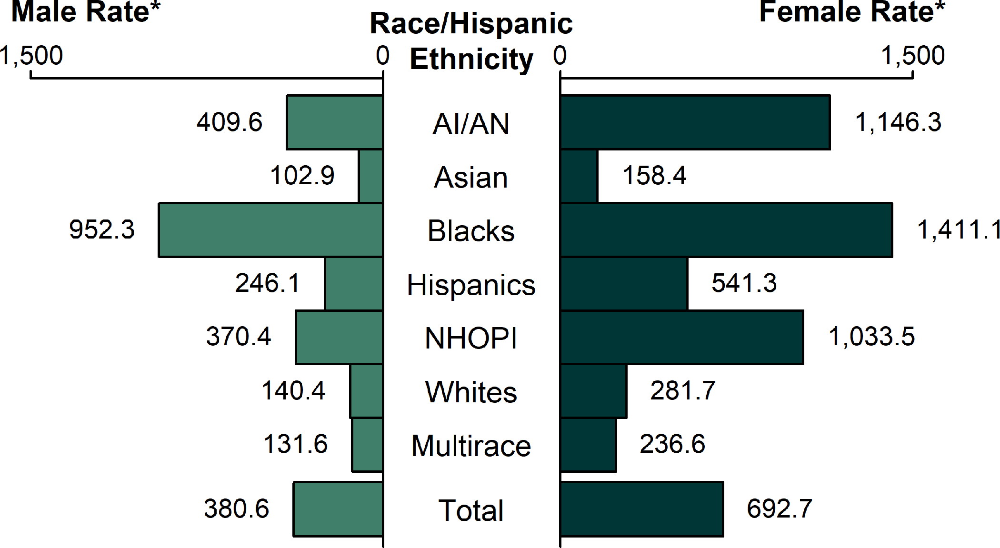 Male Rate*
Race/Hispanic
Ethnicity
Female Rate*
1,500
0
0
1,500
409.6
AI/AN
1,146.3
102.9
Asian
158.4
952.3
Blacks
1,411.1
246.1
Hispanics
541.3
370.4
NHOPI
1,033.5
140.4
Whites
281.7
131.6
Multirace
236.6
380.6
Total
692.7